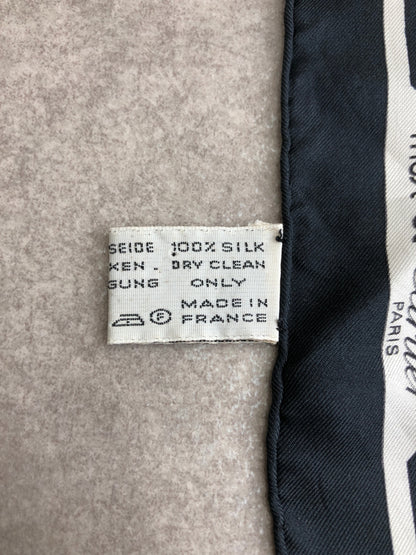 SEIDE 100% SILK
KEN. DRY CLEAN
GUNG ONLY
MADE IN
Ⓕ FRANCE
PARIS